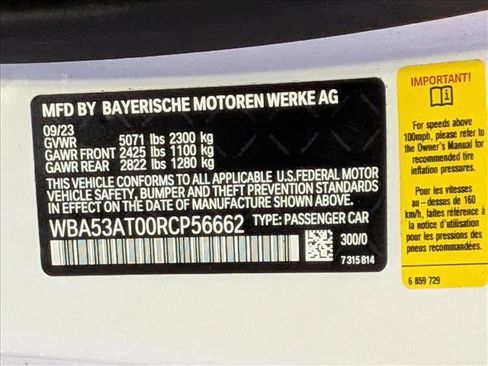 MFD BY BAYERISCHE MOTOREN WERKE AG
09/23
GVWR 5071 lbs 2300 kg
GAWR FRONT 2425 lbs 1100 kg
GAWR REAR 2822 lbs 1280 kg
THIS VEHICLE CONFORMS TO ALL APPLICABLE U.S.FEDERAL MOTOR
VEHICLE SAFETY, BUMPER AND THEFT PREVENTION STANDARDS
IN EFFECT ON THE DATE OF MANUFACTURE SHOWN ABOVE.
WBA53AT00RCP56662 TYPE: PASSENGER CAR
300/0
7 315 814
IMPORTANT!
For speeds above
100mph, please refer to
the Owner's Manual for
recommended tire
inflation pressures.
Pour les vitesses
au-dessus de 160
km/h, reportez-vous à
la notice d'utilisation
pour les pressions des
pneus recommandées.
6 859 729